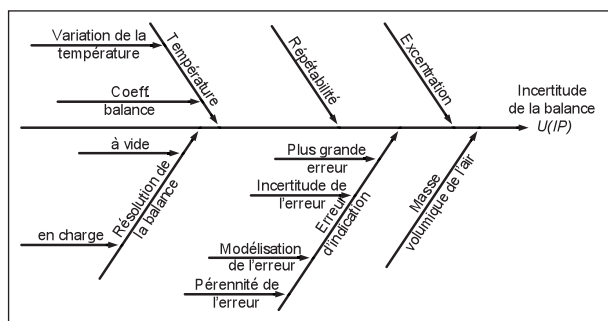 Variation de la
température
Température
Coeff.
balance
Répétabilité
Excentration
Incertitude
de la balance
U(IP)
à vide
en charge
Résolution de
la balance
Plus grande
erreur
Incertitude de
l'erreur
Modélisation
de l'erreur
Pérennité de
l'erreur
Erreur
d'indication
Masse
volumique de l'air